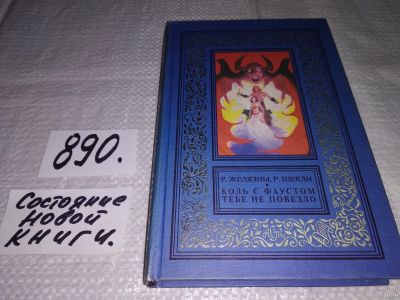 890.
Состояние
новой
книги.
Р. ЖЕЛЯЗНЫ, Р. ШЕКЛИ
КОЛЬ С ФАУСТОМ
ТЕБЕ НЕ ПОВЕЗЛО